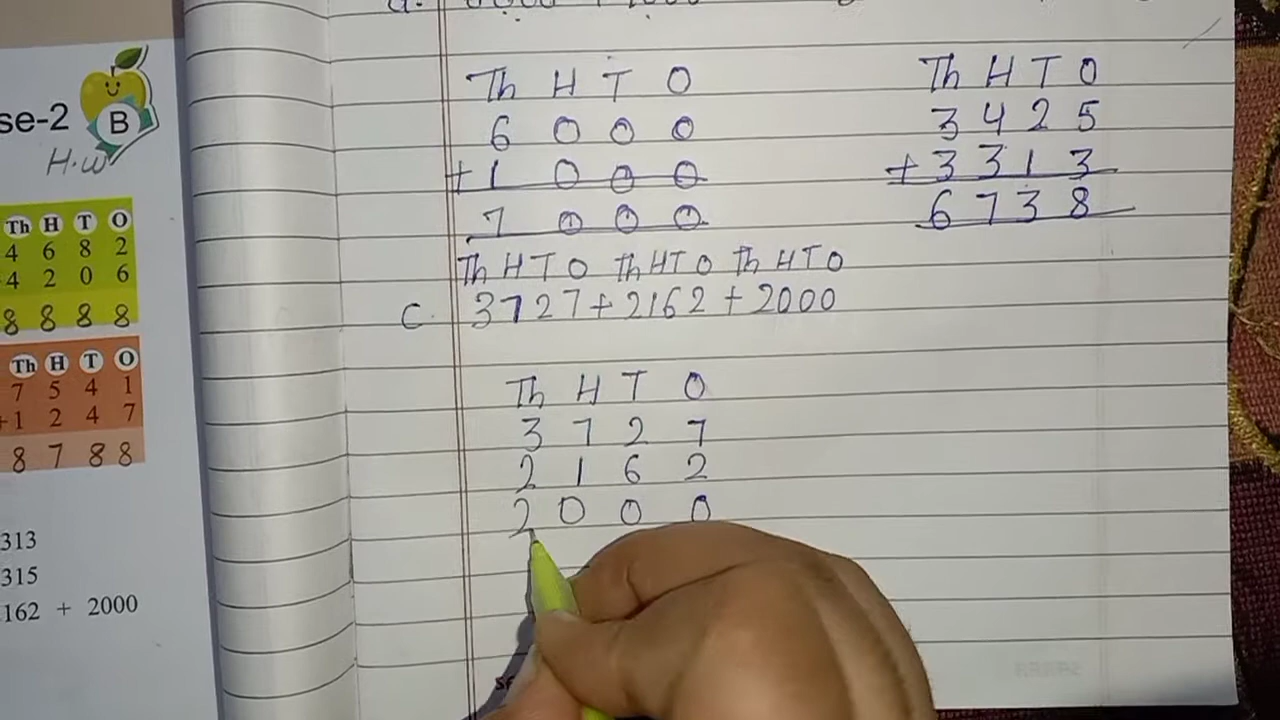 se-2
B
H.W
Th H T O
4 6 8 2
4 2 0 6
8 8 8 8
Th H T O
7 5 4 1
+1 2 4 7
8 7 8 8
313
315
162 + 2000
Th H T O
6 0 0 0
+ 1 0 0 0
7 0 0 0
Th H T O
3 4 2 5
+ 3 3 1 3
6 7 3 8
Th H T O Th H T O Th H T O
C. 3727 + 2162 + 2000
Th H T O
3 7 2 7
2 1 6 2
2 0 0 0